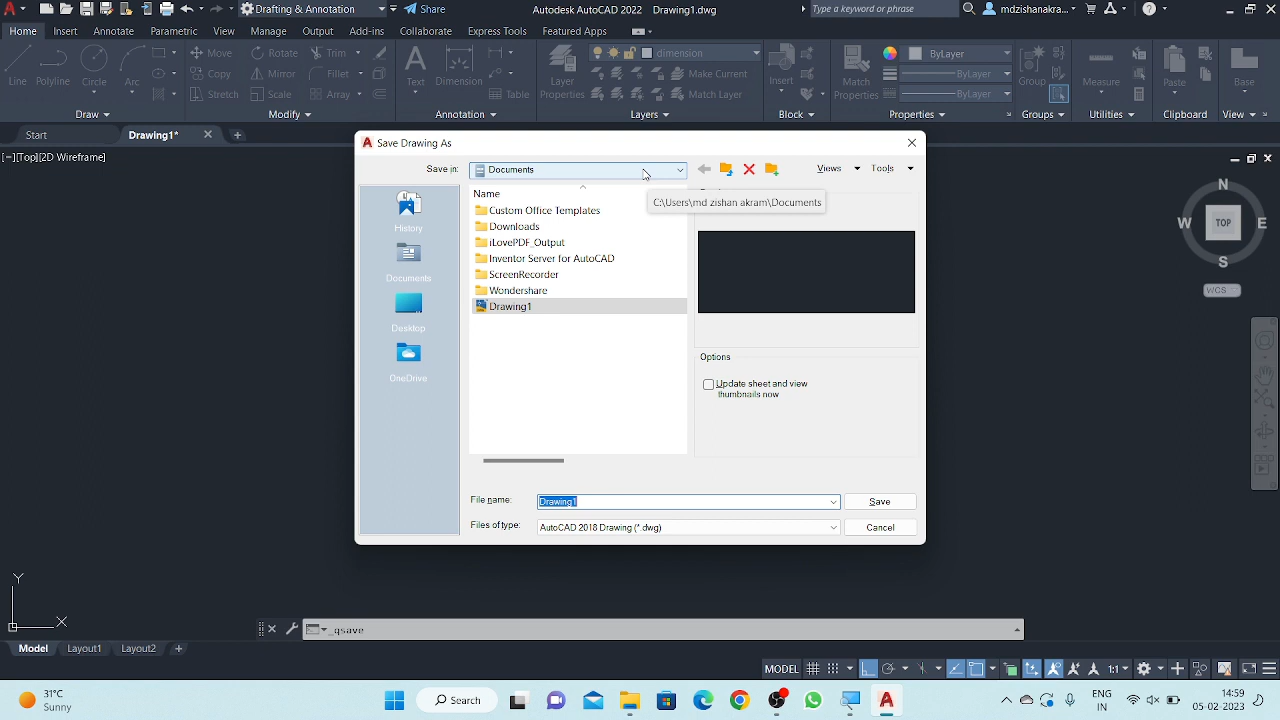 Drafting & Annotation
Share
Autodesk AutoCAD 2022 Drawing1.dwg
Type a keyword or phrase
mdzishanakra...
Home Insert Annotate Parametric View Manage Output Add-ins Collaborate Express Tools Featured Apps
Line Polyline Circle Arc
Move Rotate Trim
Copy Mirror Fillet
Stretch Scale Array
Text Dimension Table
Layer Properties
dimension
Make Current
Match Layer
Insert
Match Properties
ByLayer
ByLayer
ByLayer
Group
Measure
Paste
Base
Draw Modify Annotation Layers Block Properties Groups Utilities Clipboard View
Start Drawing1*
[−][Top][2D Wireframe]
Save Drawing As
Save in: Documents
Views Tools
C:\Users\md zishan akram\Documents
Name
Custom Office Templates
Downloads
iLovePDF_Output
Inventor Server for AutoCAD
ScreenRecorder
Wondershare
Drawing1
History
Documents
Desktop
OneDrive
Options
Update sheet and view
thumbnails now
File name: Drawing1
Save
Files of type: AutoCAD 2018 Drawing (*.dwg)
Cancel
N
W TOP E
S
WCS
Y
X
_qsave
Model Layout1 Layout2
MODEL
1:1
31°C
Sunny
Search
ENG
IN
14:59
05-02-2023